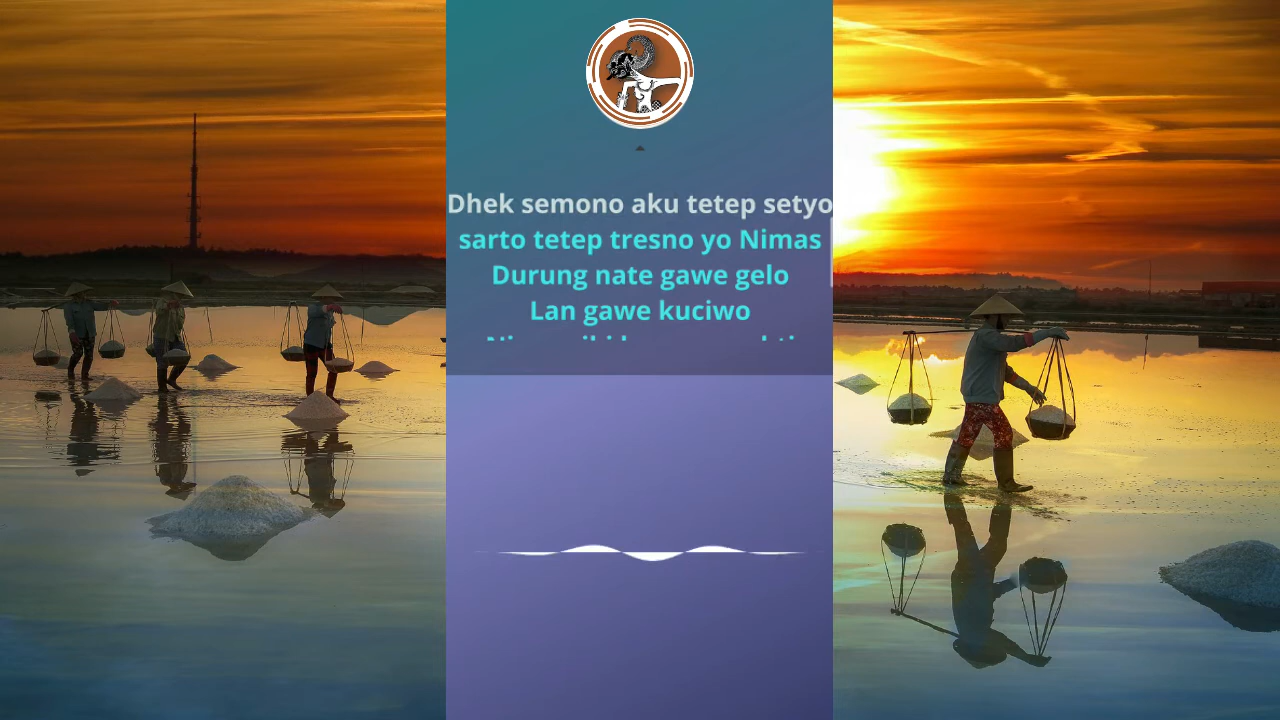 Dhek semono aku tetep setyo
sarto tetep tresno yo Nimas
Durung nate gawe gelo
Lan gawe kuciwo